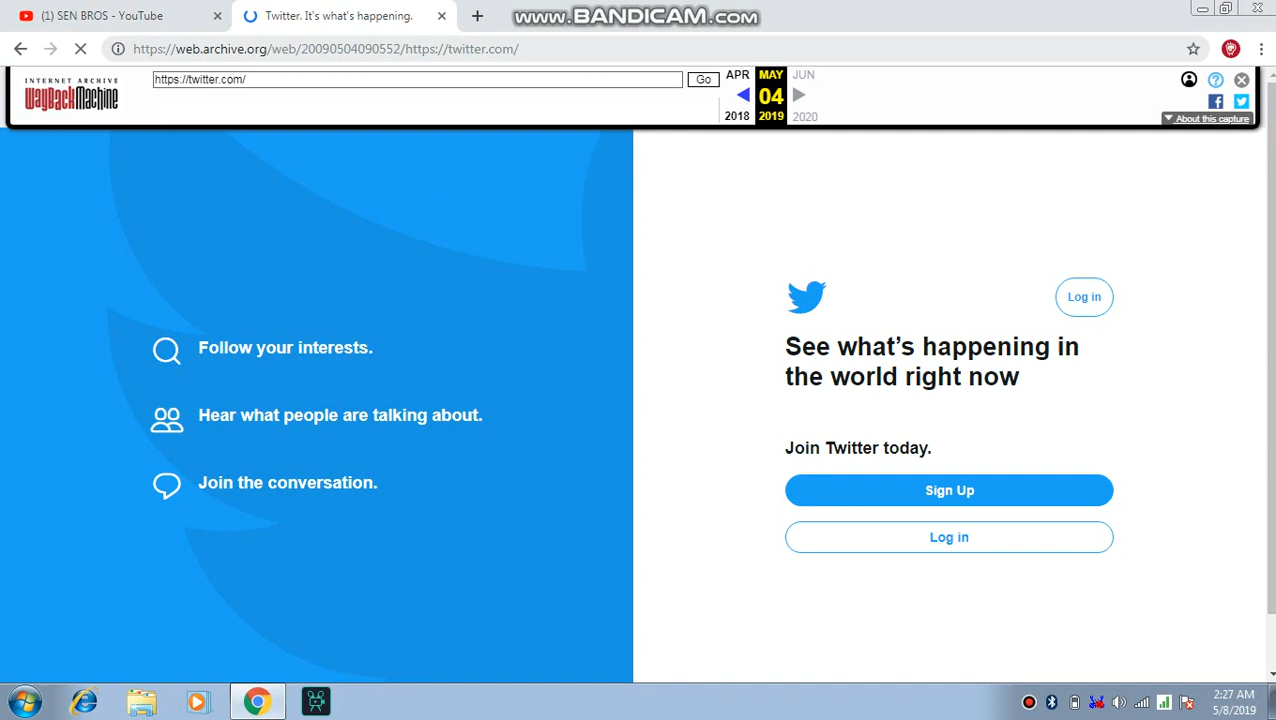 (1) SEN BROS - YouTube
Twitter. It's what's happening.
www.BANDICAM.com
https://web.archive.org/web/20090504090552/https://twitter.com/
INTERNET ARCHIVE
WayBackMachine
https://twitter.com/
Go
APR MAY JUN
04
2018 2019 2020
About this capture
Follow your interests.
Hear what people are talking about.
Join the conversation.
Log in
See what's happening in
the world right now
Join Twitter today.
Sign Up
Log in
2:27 AM
5/8/2019